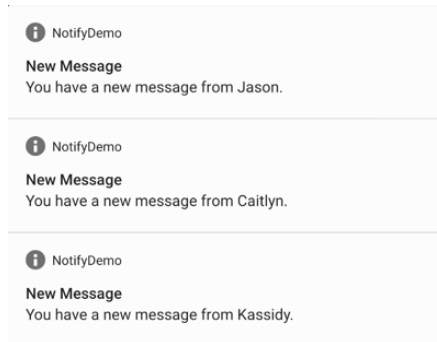 NotifyDemo
New Message
You have a new message from Jason.
NotifyDemo
New Message
You have a new message from Caitlyn.
NotifyDemo
New Message
You have a new message from Kassidy.